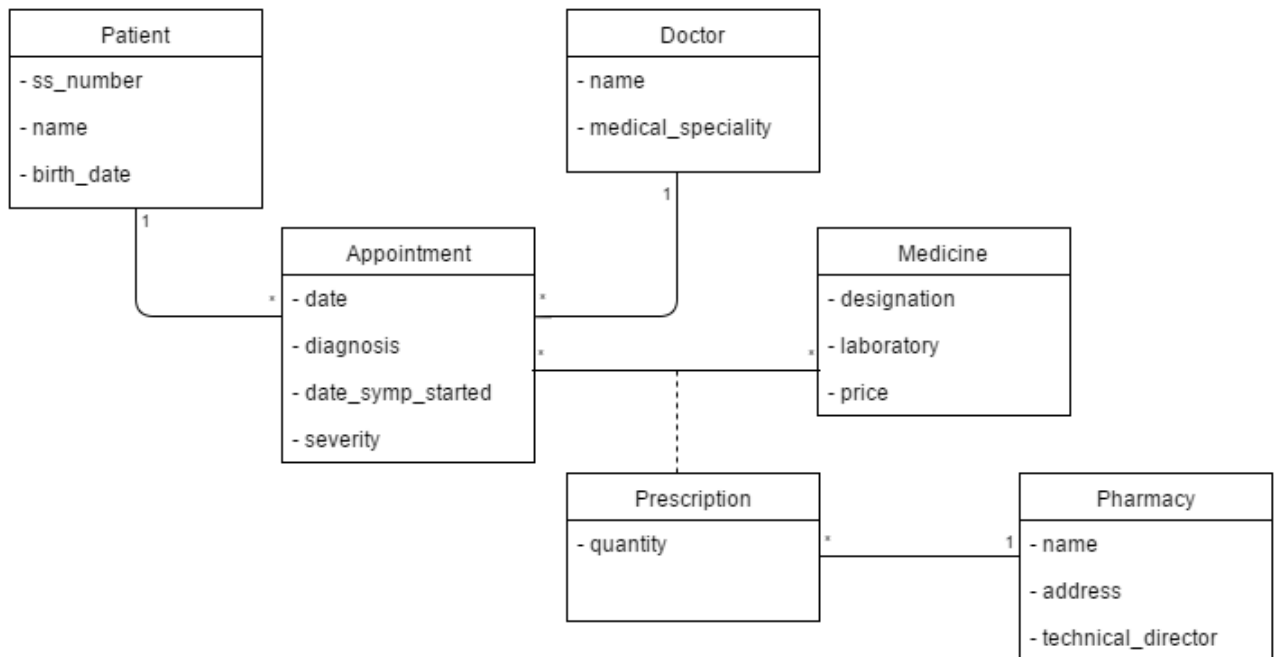 Patient
- ss_number
- name
- birth_date
1
Doctor
- name
- medical_speciality
1
Appointment
- date
- diagnosis
- date_symp_started
- severity
*
*
*
*
Medicine
- designation
- laboratory
- price
Prescription
- quantity
*
1
Pharmacy
- name
- address
- technical_director